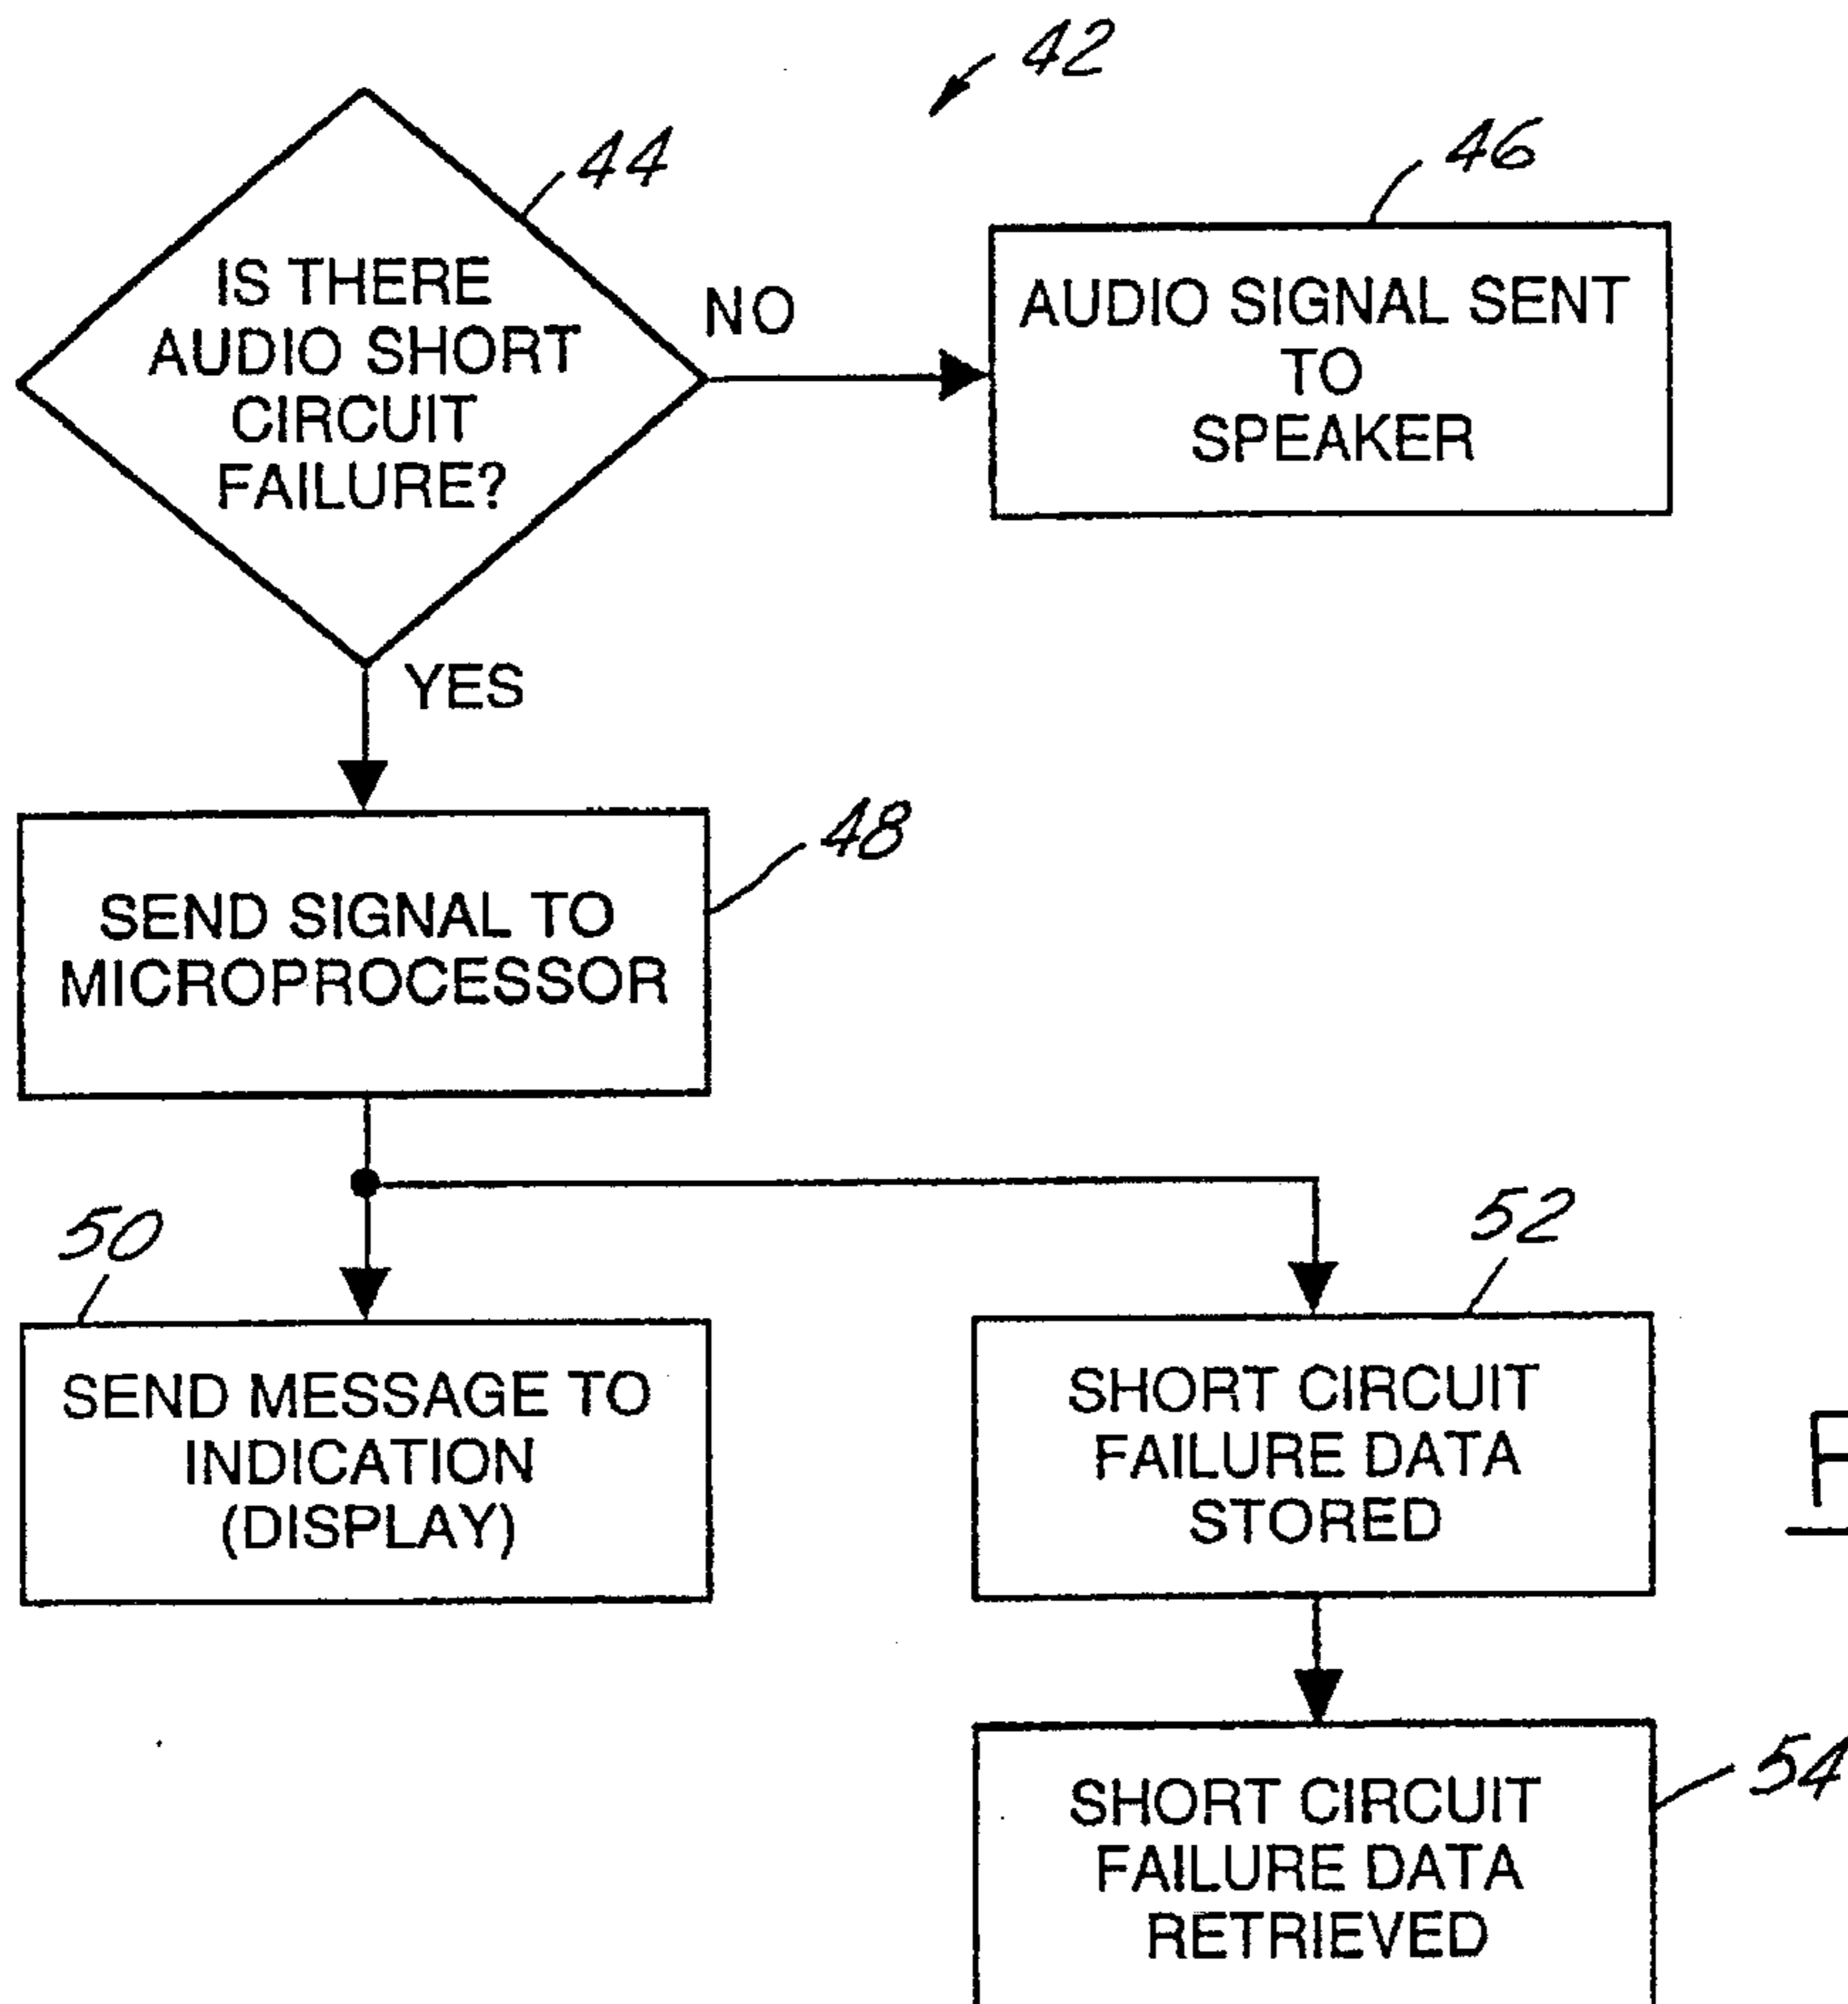 42
44
IS THERE
AUDIO SHORT
CIRCUIT
FAILURE?
NO
46
AUDIO SIGNAL SENT
TO
SPEAKER
YES
48
SEND SIGNAL TO
MICROPROCESSOR
50
SEND MESSAGE TO
INDICATION
(DISPLAY)
52
SHORT CIRCUIT
FAILURE DATA
STORED
54
SHORT CIRCUIT
FAILURE DATA
RETRIEVED